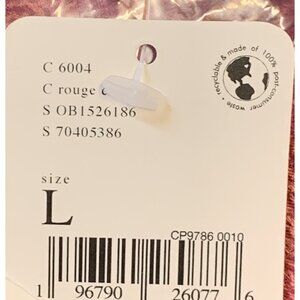 C 6004
C rouge
S OB1526186
S 70405386
recyclable & made of 100% post-consumer waste
size
L
CP9786 0010
1 96790 26077 6